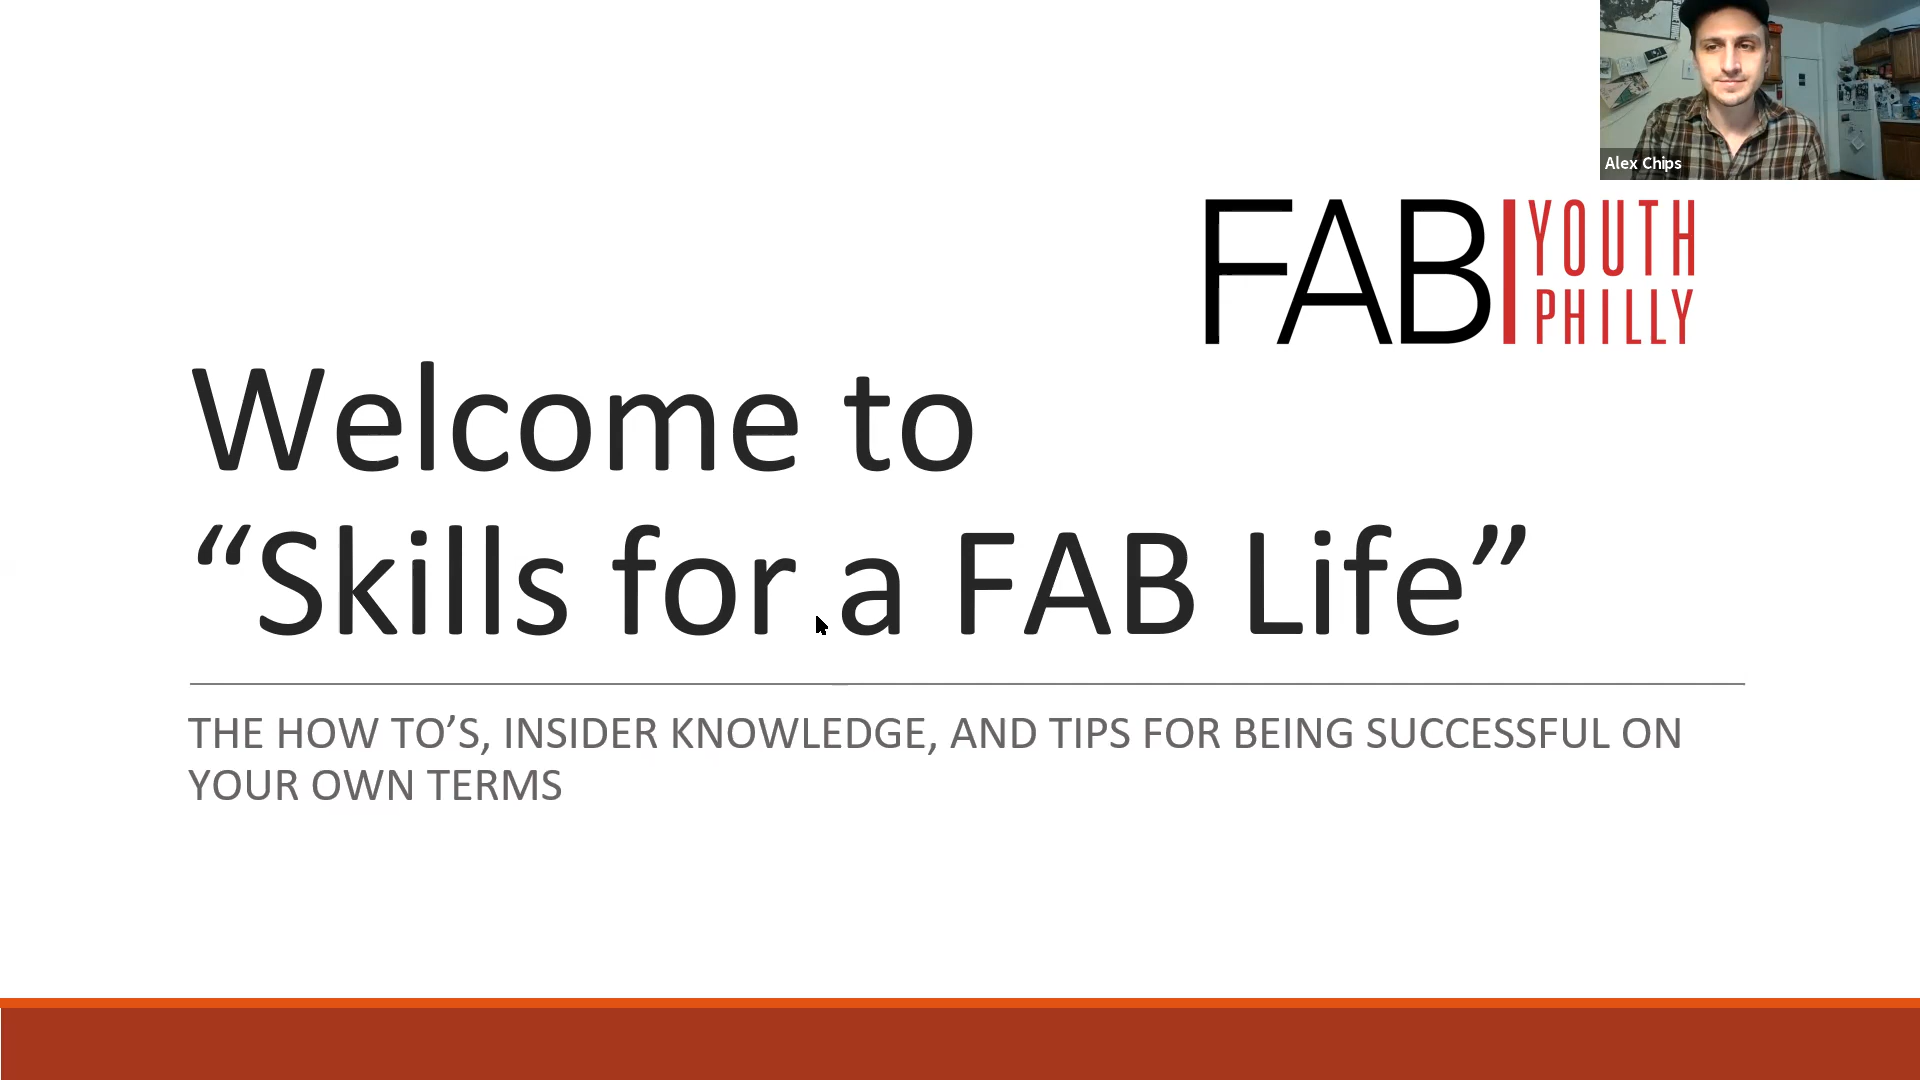 Alex Chips
FAB
YOUTH
PHILLY
Welcome to
“Skills for a FAB Life”
THE HOW TO’S, INSIDER KNOWLEDGE, AND TIPS FOR BEING SUCCESSFUL ON
YOUR OWN TERMS